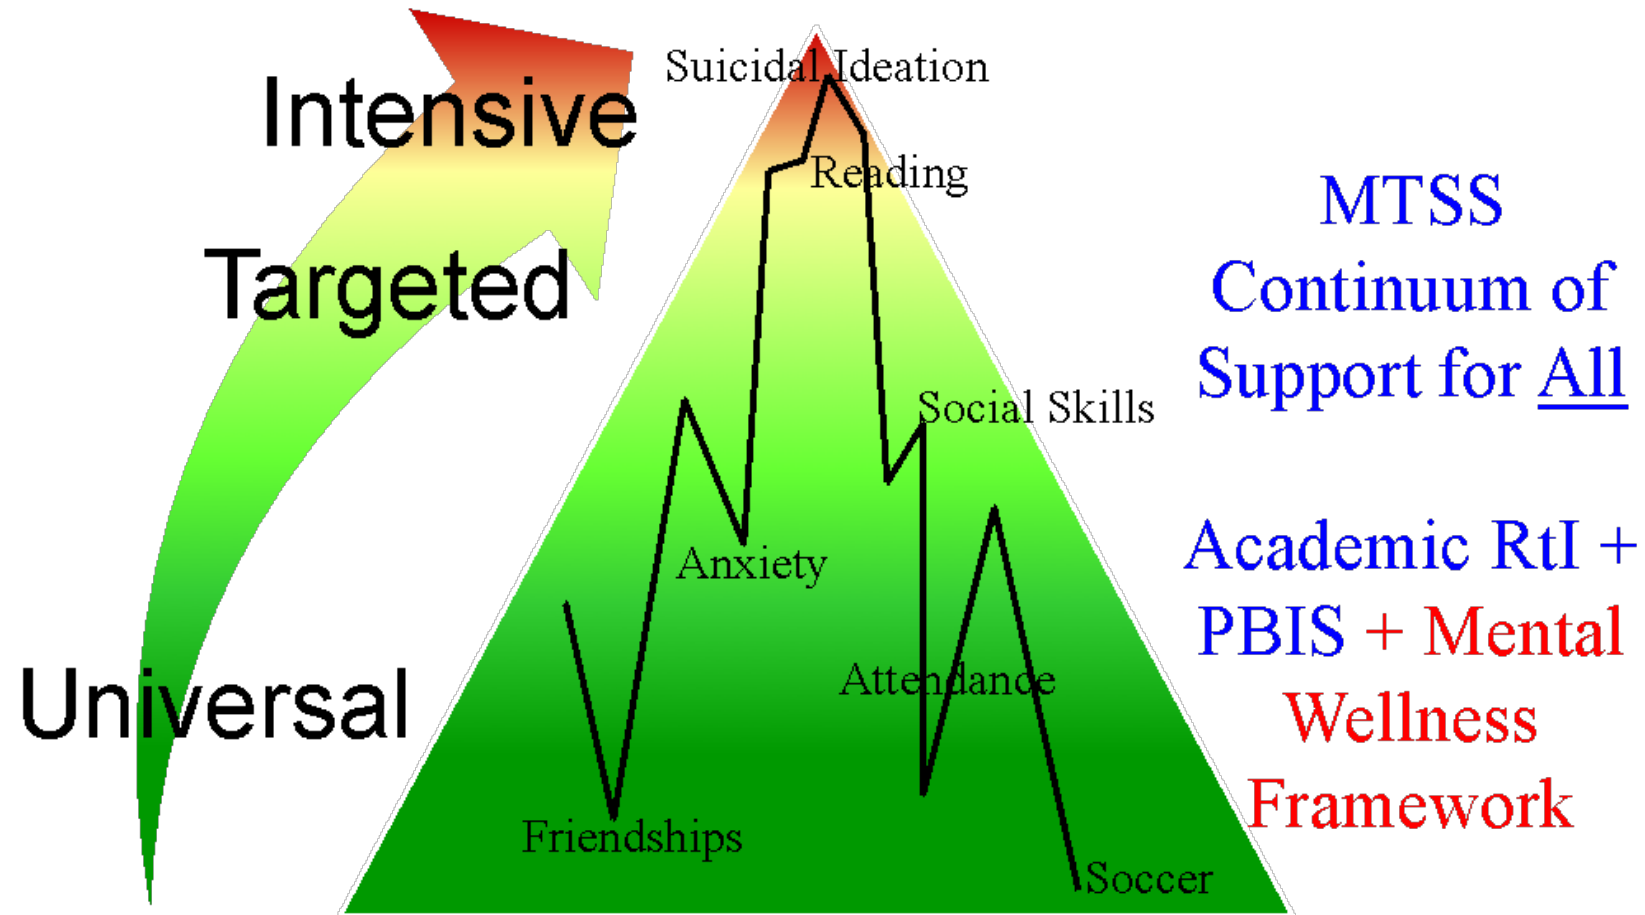 Intensive
Targeted
Universal
Suicidal Ideation
Reading
Social Skills
Anxiety
Attendance
Friendships
Soccer
MTSS
Continuum of
Support for All
Academic RtI +
PBIS + Mental
Wellness
Framework